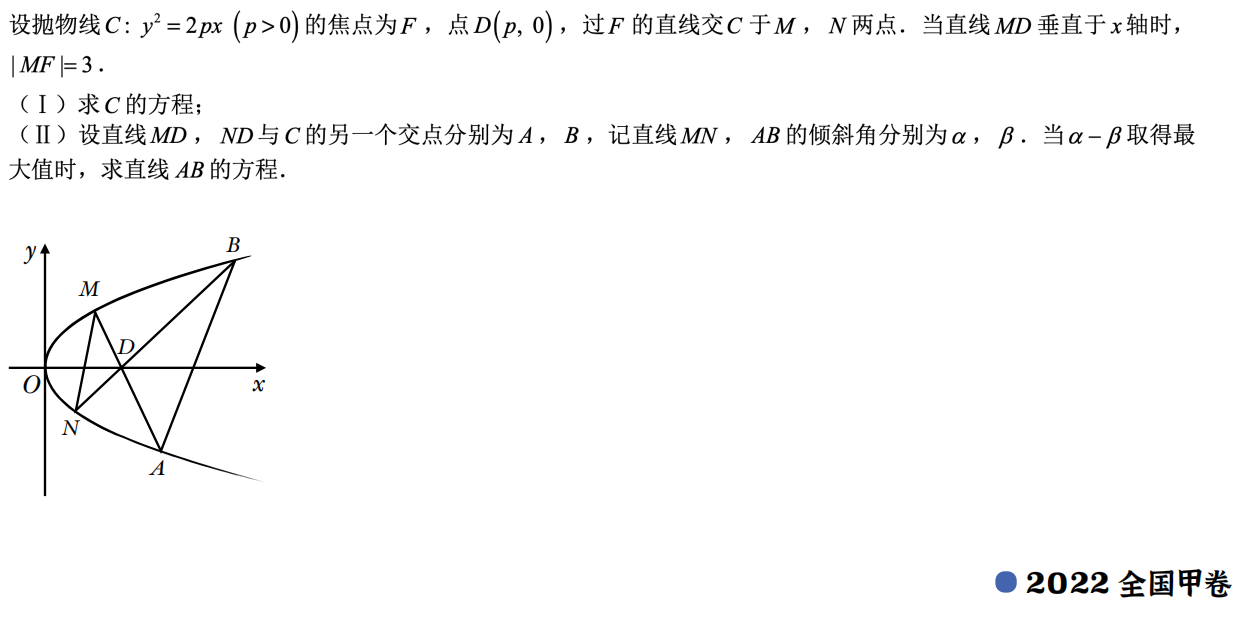 设抛物线C: y²=2px (p>0)的焦点为F，点D(p, 0)，过F的直线交C于M，N两点．当直线MD垂直于x轴时，
|MF|=3．
（Ⅰ）求C的方程;
（Ⅱ）设直线MD，ND与C的另一个交点分别为A，B，记直线MN，AB的倾斜角分别为α，β．当α−β取得最
大值时，求直线AB的方程．
y
B
M
D
O
x
N
A
2022 全国甲卷